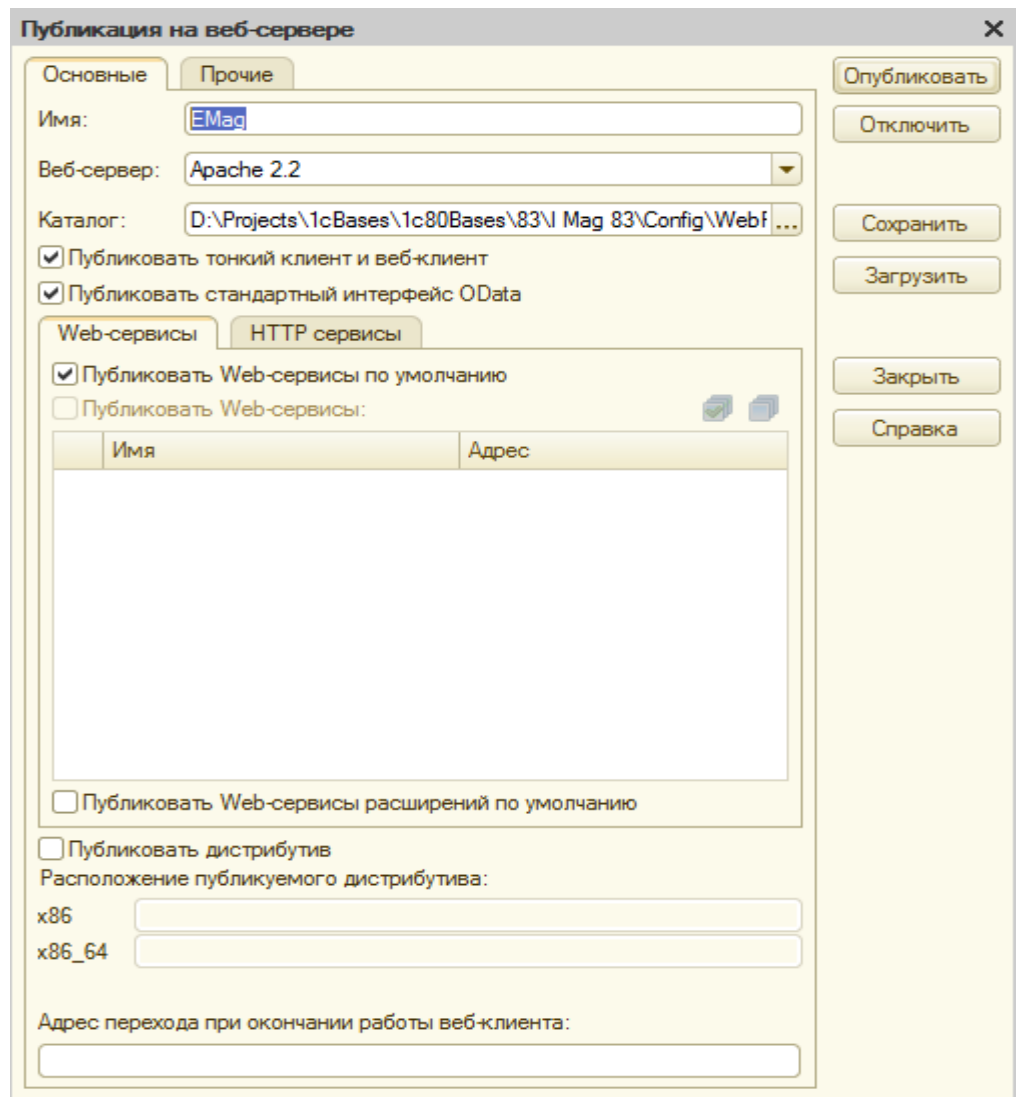 Публикация на веб-сервере
Основные Прочие
Опубликовать
Имя: EMag
Отключить
Веб-сервер: Apache 2.2
Каталог: D:\Projects\1cBases\1c80Bases\83\I Mag 83\Config\WebF ...
Сохранить
Публиковать тонкий клиент и веб-клиент
Загрузить
Публиковать стандартный интерфейс OData
Web-сервисы HTTP сервисы
Публиковать Web-сервисы по умолчанию
Закрыть
Публиковать Web-сервисы:
Справка
Имя Адрес
Публиковать Web-сервисы расширений по умолчанию
Публиковать дистрибутив
Расположение публикуемого дистрибутива:
x86
x86_64
Адрес перехода при окончании работы веб-клиента: